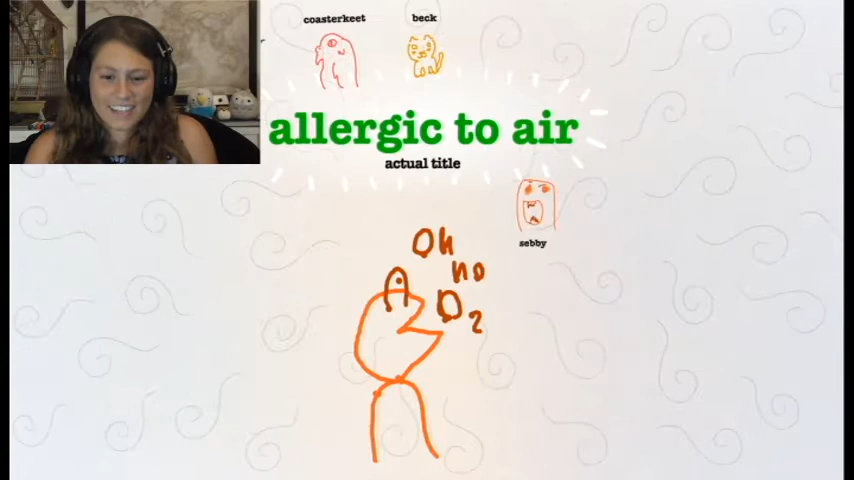 coasterkeet beck
allergic to air
actual title
sebby
Oh
no
O2